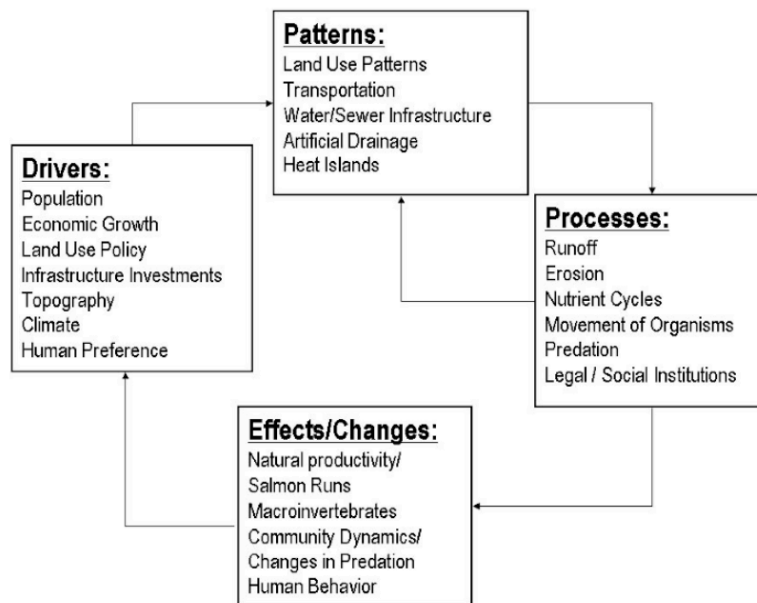 Patterns:
Land Use Patterns
Transportation
Water/Sewer Infrastructure
Artificial Drainage
Heat Islands
Drivers:
Population
Economic Growth
Land Use Policy
Infrastructure Investments
Topography
Climate
Human Preference
Processes:
Runoff
Erosion
Nutrient Cycles
Movement of Organisms
Predation
Legal / Social Institutions
Effects/Changes:
Natural productivity/
Salmon Runs
Macroinvertebrates
Community Dynamics/
Changes in Predation
Human Behavior